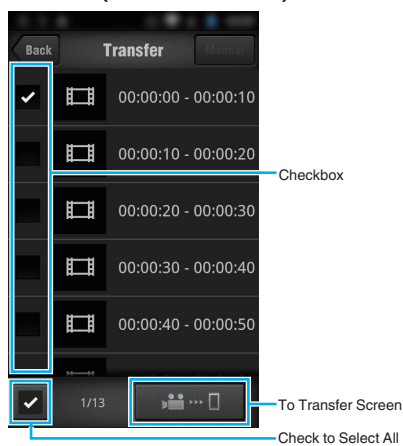 Back
Transfer
Manual
00:00:00 - 00:00:10
00:00:10 - 00:00:20
Checkbox
00:00:20 - 00:00:30
00:00:30 - 00:00:40
00:00:40 - 00:00:50
1/13
To Transfer Screen
Check to Select All